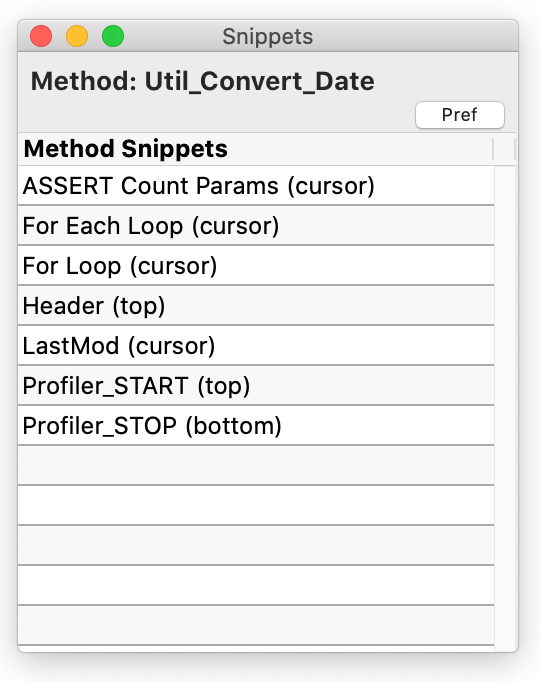 Snippets
Method: Util_Convert_Date
Pref
Method Snippets
ASSERT Count Params (cursor)
For Each Loop (cursor)
For Loop (cursor)
Header (top)
LastMod (cursor)
Profiler_START (top)
Profiler_STOP (bottom)